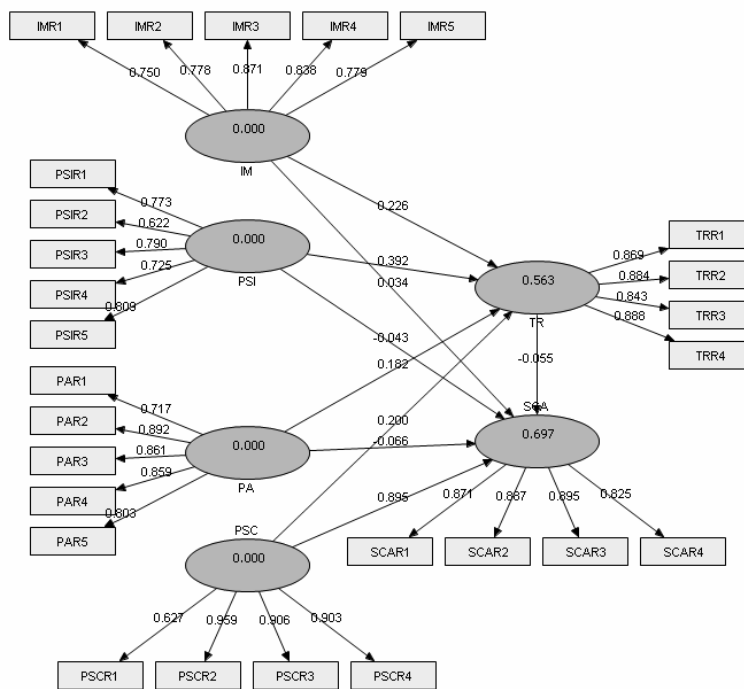 IMR1 IMR2 IMR3 IMR4 IMR5
0.750 0.778 0.871 0.838 0.779
0.000
IM
PSIR1
PSIR2
PSIR3
PSIR4
PSIR5
0.773
0.622
0.790
0.725
0.809
0.000
PSI
0.226
0.392
0.034
-0.043
0.182
0.200
-0.066
0.895
-0.055
0.563
TR
0.869
0.884
0.843
0.888
TRR1
TRR2
TRR3
TRR4
PAR1
PAR2
PAR3
PAR4
PAR5
0.717
0.892
0.861
0.859
0.803
0.000
PA
SCA
0.697
0.871 0.887 0.895 0.825
SCAR1 SCAR2 SCAR3 SCAR4
PSC
0.000
0.627 0.959 0.906 0.903
PSCR1 PSCR2 PSCR3 PSCR4